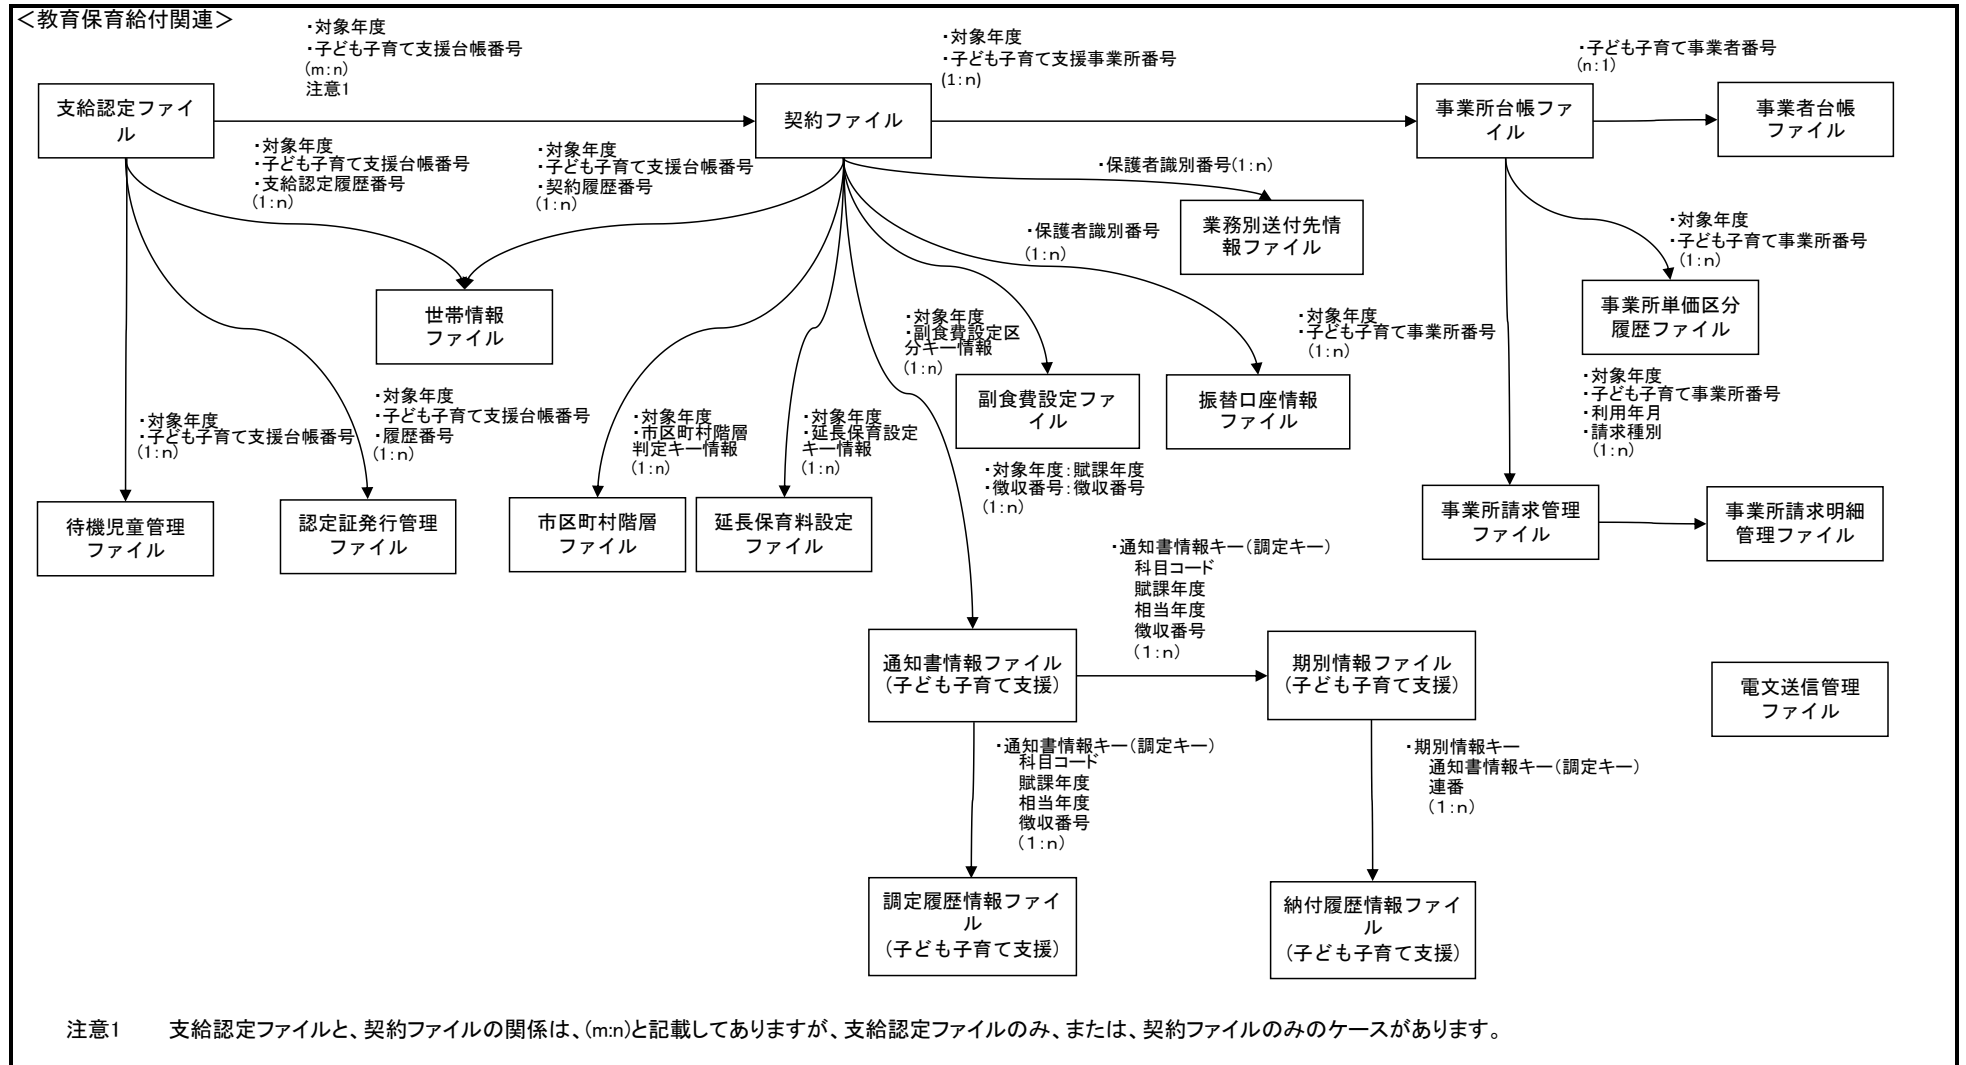 ＜教育保育給付関連＞
・対象年度
・子ども子育て支援台帳番号
(m:n)
注意1
・対象年度
・子ども子育て支援事業所番号
(1:n)
・子ども子育て事業者番号
(n:1)
支給認定ファイ
ル
契約ファイル
事業所台帳ファ
イル
事業者台帳
ファイル
・対象年度
・子ども子育て支援台帳番号
・支給認定履歴番号
(1:n)
・対象年度
・子ども子育て支援台帳番号
・契約履歴番号
(1:n)
・保護者識別番号(1:n)
業務別送付先情
報ファイル
・保護者識別番号
(1:n)
・対象年度
・子ども子育て事業所番号
(1:n)
世帯情報
ファイル
事業所単価区分
履歴ファイル
・対象年度
・副食費設定区
分キー情報
(1:n)
・対象年度
・子ども子育て事業所番号
(1:n)
副食費設定ファ
イル
振替口座情報
ファイル
・対象年度
・子ども子育て事業所番号
・利用年月
・請求種別
(1:n)
・対象年度
・子ども子育て支援台帳番号
(1:n)
・対象年度
・子ども子育て支援台帳番号
・履歴番号
(1:n)
・対象年度
・市区町村階層
判定キー情報
(1:n)
・対象年度
・延長保育設定
キー情報
(1:n)
・対象年度：賦課年度
・徴収番号：徴収番号
(1:n)
待機児童管理
ファイル
認定証発行管理
ファイル
市区町村階層
ファイル
延長保育料設定
ファイル
事業所請求管理
ファイル
事業所請求明細
管理ファイル
・通知書情報キー（調定キー）
科目コード
賦課年度
相当年度
徴収番号
（１：ｎ）
通知書情報ファイル
（子ども子育て支援）
期別情報ファイル
（子ども子育て支援）
電文送信管理
ファイル
・通知書情報キー（調定キー）
科目コード
賦課年度
相当年度
徴収番号
（１：ｎ）
・期別情報キー
通知書情報キー（調定キー）
連番
（１：ｎ）
調定履歴情報ファイ
ル
（子ども子育て支援）
納付履歴情報ファイ
ル
（子ども子育て支援）
注意1　支給認定ファイルと、契約ファイルの関係は、(m:n)と記載してありますが、支給認定ファイルのみ、または、契約ファイルのみのケースがあります。